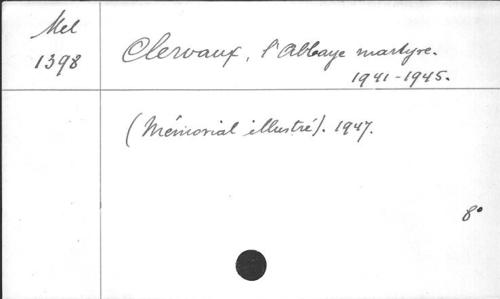 Mel
1398
Clervaux, l'Abbaye martyre.
1941-1945.
(Mémorial illustré). 1947.
8°